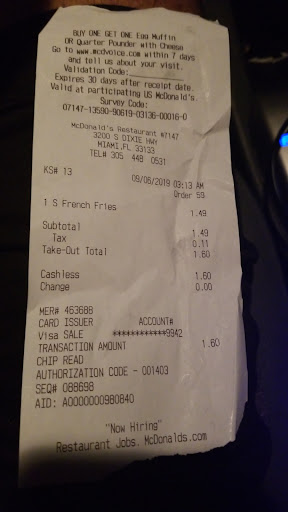 BUY ONE GET ONE Egg Muffin
OR Quarter Pounder with Cheese
Go to www.mcdvoice.com within 7 days
and tell us about your visit.
Validation Code:__________
Expires 30 days after receipt date.
Valid at participating US McDonald's.
Survey Code:
07147-13590-90619-03136-00016-0
McDonald's Restaurant #7147
3200 S DIXIE HWY
MIAMI,FL 33133
TEL# 305 448 0531
KS# 13 09/06/2019 03:13 AM
Order 59
1 S French Fries 1.49
Subtotal 1.49
Tax 0.11
Take-Out Total 1.60
Cashless 1.60
Change 0.00
MER# 463688
CARD ISSUER ACCOUNT#
Visa SALE ************9942
TRANSACTION AMOUNT 1.60
CHIP READ
AUTHORIZATION CODE - 001403
SEQ# 088698
AID: A0000000980840
"Now Hiring"
Restaurant Jobs. McDonalds.com